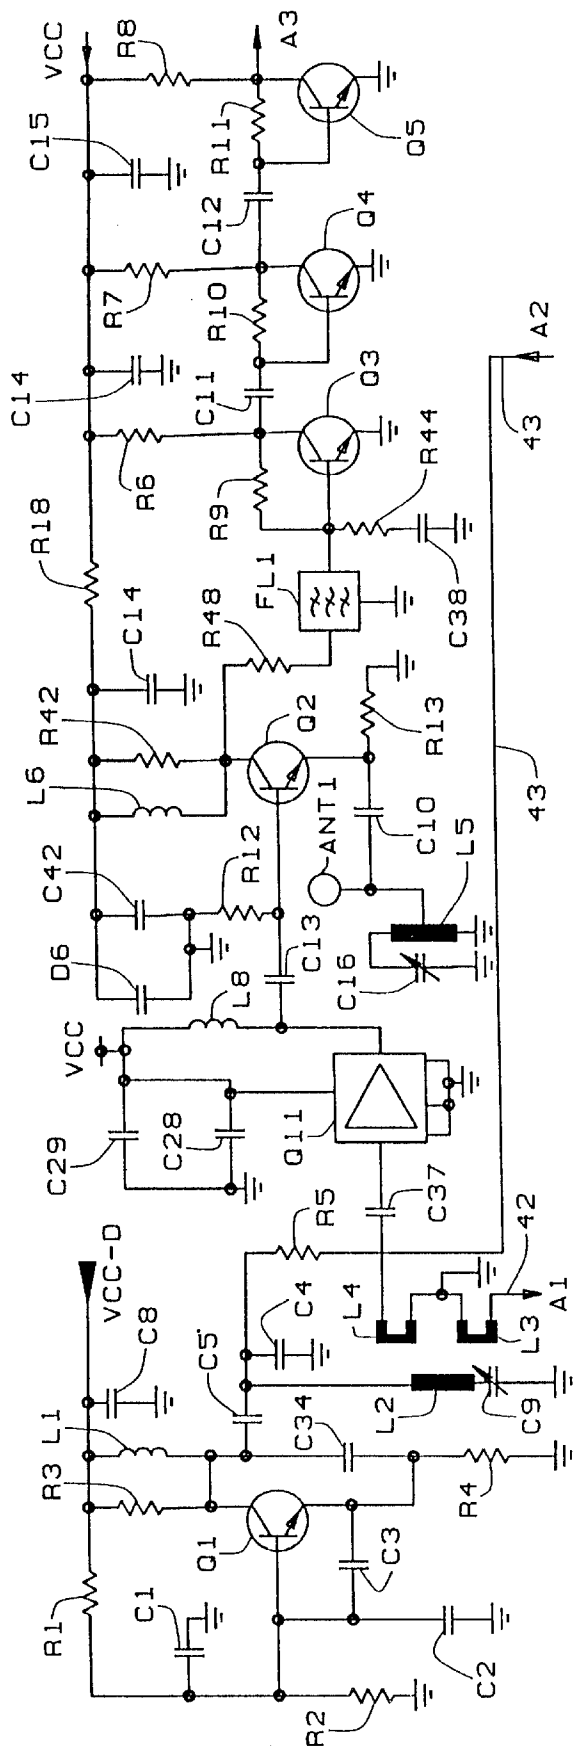 R1
R3
L1
C8
VCC-D
C1
R2
Q1
C3
C2
C5
C34
R4
C4
R5
L2
C9
L4
L3
42
A1
C37
C29
C28
VCC
L8
Q11
C13
D6
C42
L6
R42
C14
R18
R12
Q2
ANT1
C16
L5
C10
R13
R48
FL1
R9
R6
C14
C11
Q3
R44
C38
43
43
A2
R7
R10
Q4
C15
C12
R11
Q5
VCC
R8
A3